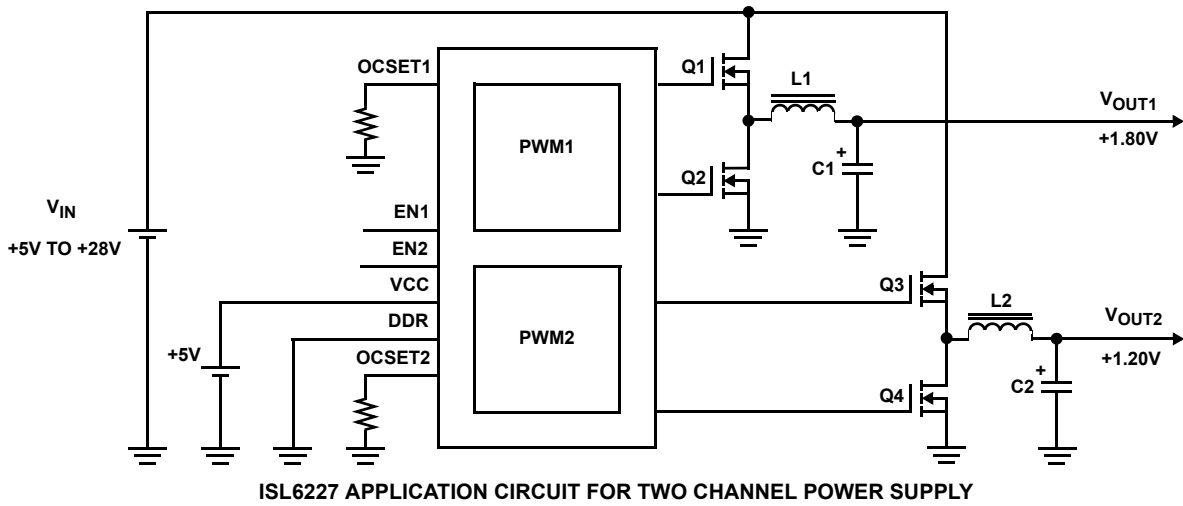 OCSET1
Q1
L1
VOUT1
+1.80V
PWM1
+
C1
Q2
VIN
+5V TO +28V
EN1
EN2
VCC
Q3
L2
DDR
PWM2
VOUT2
+1.20V
+5V
OCSET2
+
C2
Q4
ISL6227 APPLICATION CIRCUIT FOR TWO CHANNEL POWER SUPPLY